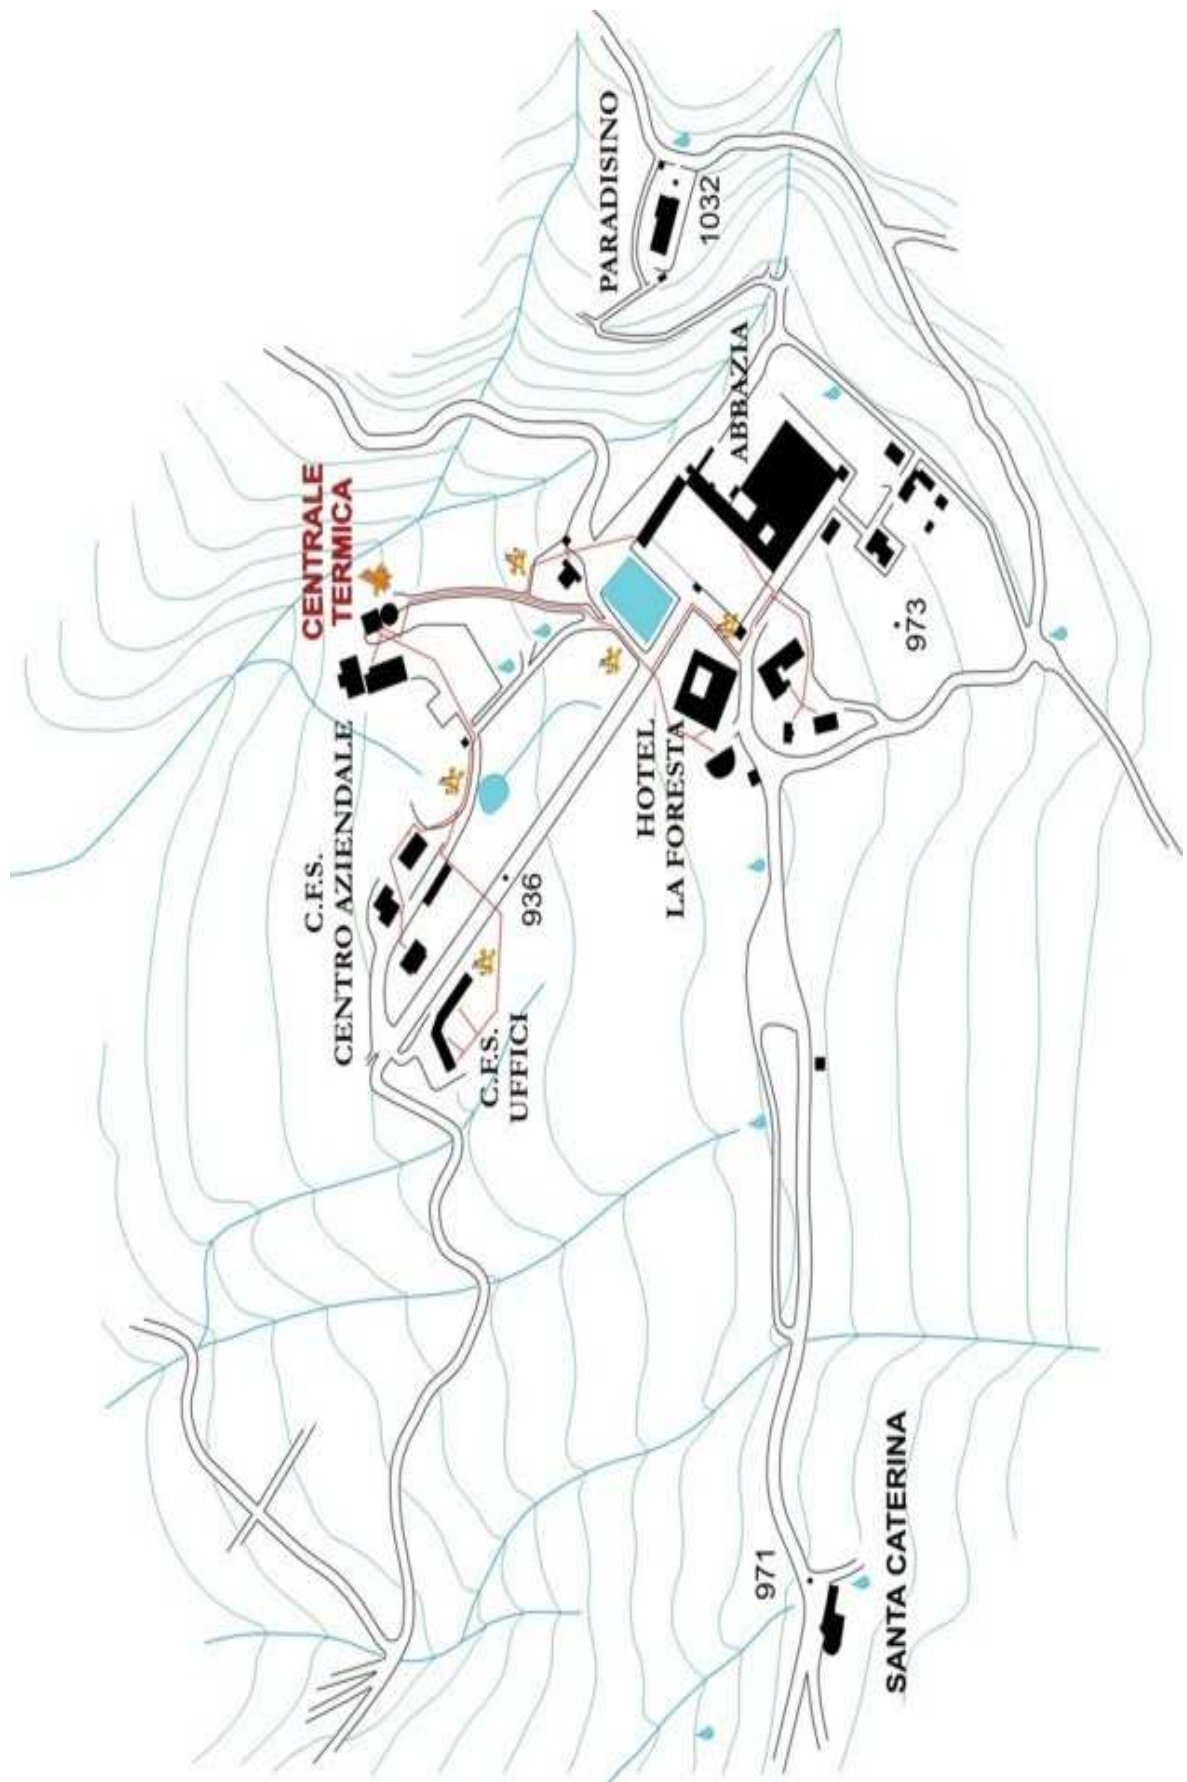 PARADISINO
1032
ABBAZIA
CENTRALE
TERMICA
973
HOTEL
LA FORESTA
C.F.S.
CENTRO AZIENDALE
936
C.F.S.
UFFICI
971
SANTA CATERINA